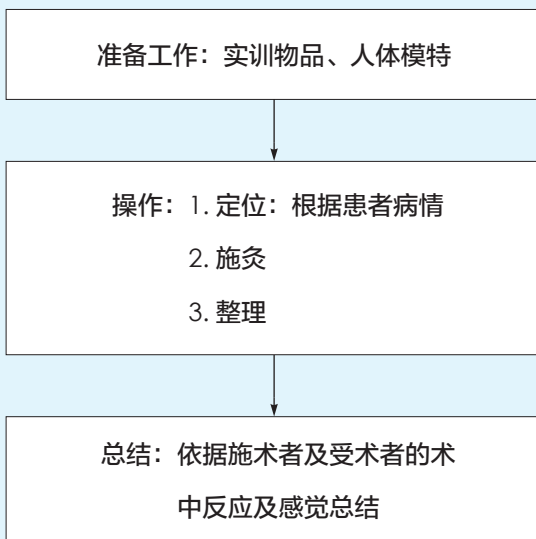 准备工作：实训物品、人体模特
操作：1. 定位：根据患者病情
2. 施灸
3. 整理
总结：依据施术者及受术者的术
中反应及感觉总结